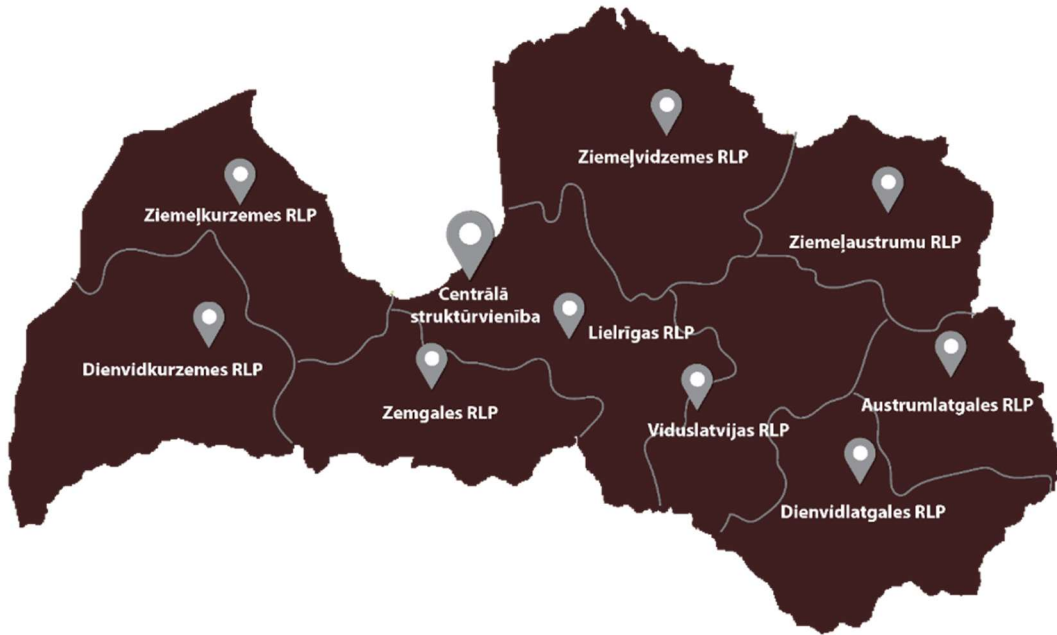 Ziemeļvidzemes RLP
Ziemeļkurzemes RLP
Ziemeļaustrumu RLP
Centrālā
struktūrvienība
Lielrīgas RLP
Dienvidkurzemes RLP
Zemgales RLP
Austrumlatgales RLP
Viduslatvijas RLP
Dienvidlatgales RLP